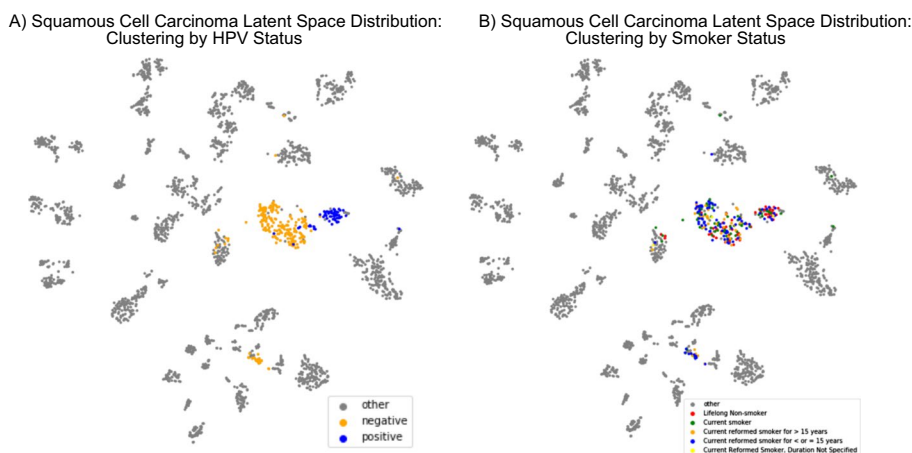 A) Squamous Cell Carcinoma Latent Space Distribution:
Clustering by HPV Status
B) Squamous Cell Carcinoma Latent Space Distribution:
Clustering by Smoker Status
other
negative
positive
other
Lifelong Non-smoker
Current smoker
Current reformed smoker for > 15 years
Current reformed smoker for < or = 15 years
Current Reformed Smoker, Duration Not Specified